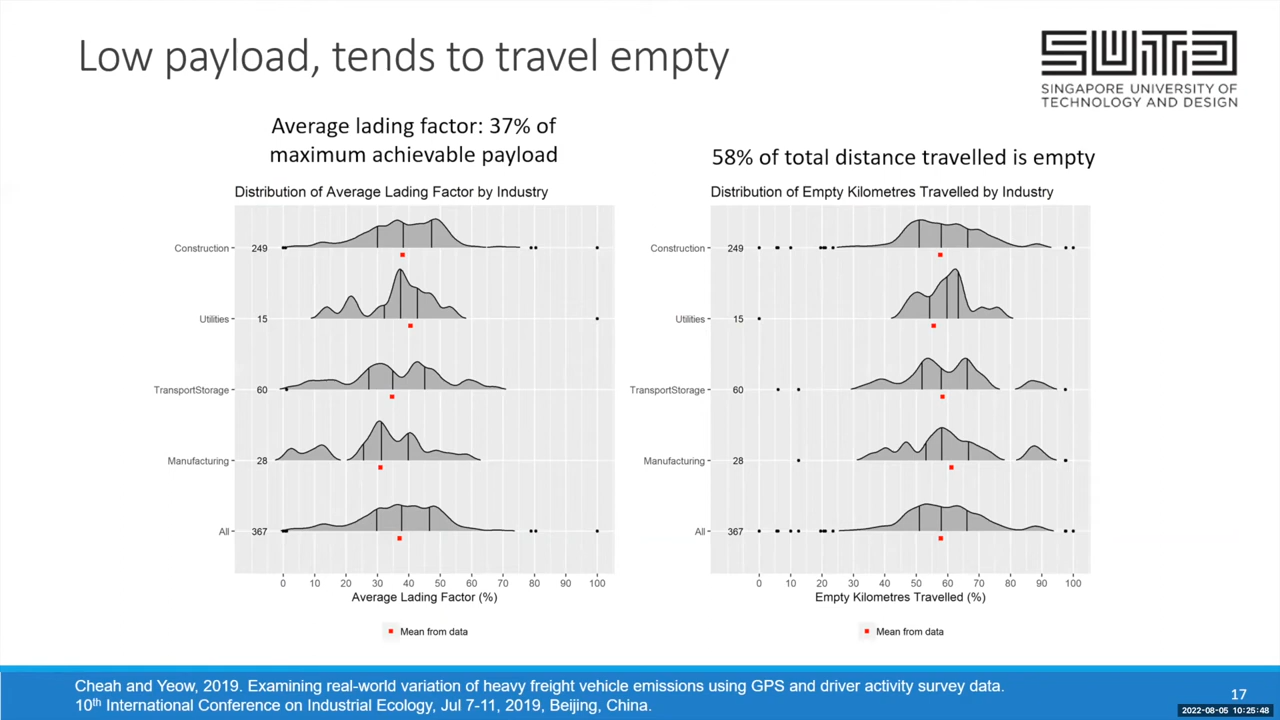 Low payload, tends to travel empty
SUTD
SINGAPORE UNIVERSITY OF
TECHNOLOGY AND DESIGN
Average lading factor: 37% of
maximum achievable payload
Distribution of Average Lading Factor by Industry
Construction 249
Utilities 15
TransportStorage 60
Manufacturing 28
All 367
0 10 20 30 40 50 60 70 80 90 100
Average Lading Factor (%)
Mean from data
58% of total distance travelled is empty
Distribution of Empty Kilometres Travelled by Industry
Construction 249
Utilities 15
TransportStorage 60
Manufacturing 28
All 367
0 10 20 30 40 50 60 70 80 90 100
Empty Kilometres Travelled (%)
Mean from data
Cheah and Yeow, 2019. Examining real-world variation of heavy freight vehicle emissions using GPS and driver activity survey data.
10th International Conference on Industrial Ecology, Jul 7-11, 2019, Beijing, China.
17
2022-08-05 10:25:48